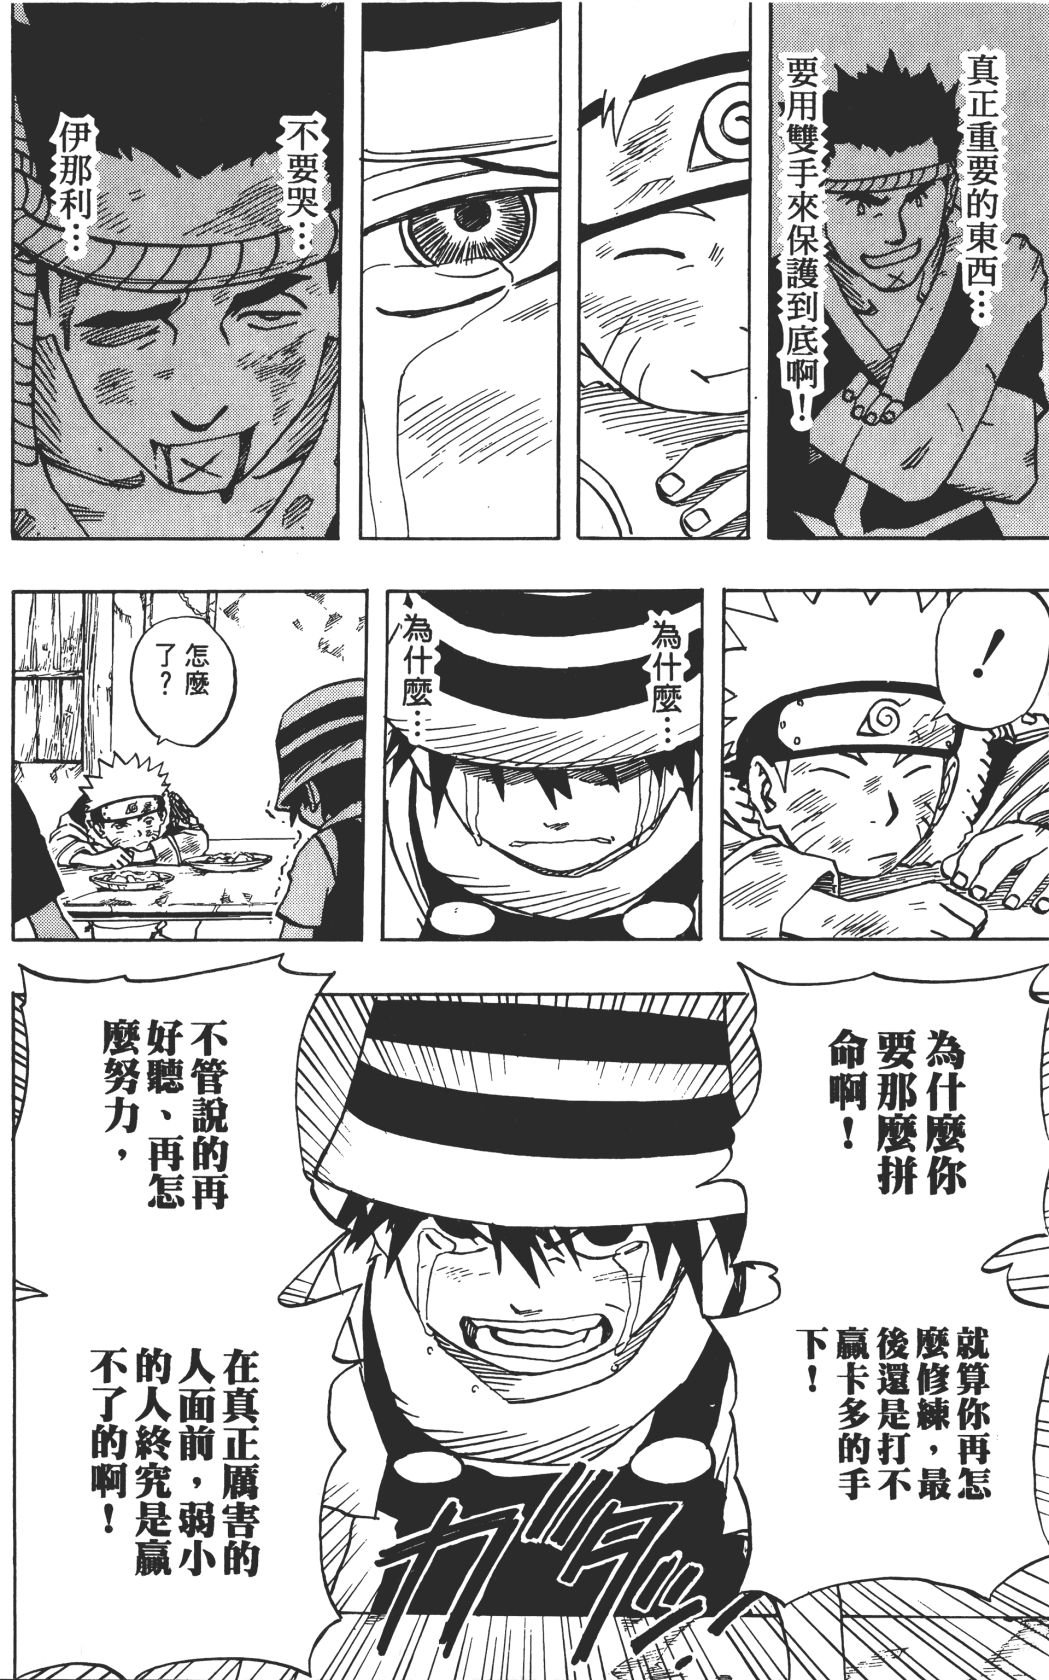 真正重要的東西…
要用雙手來保護到底啊！
不要哭…
伊那利…
！
為什麼…
為什麼…
怎麼
了？
為什麼你
要那麼拼
命啊！
就算你再怎
麼修練，最
後還是打不
贏卡多的手
下！
不管說的再
好聽、再怎
麼努力，
在真正厲害的
人面前，弱小
的人終究是贏
不了的啊！
ガタッ